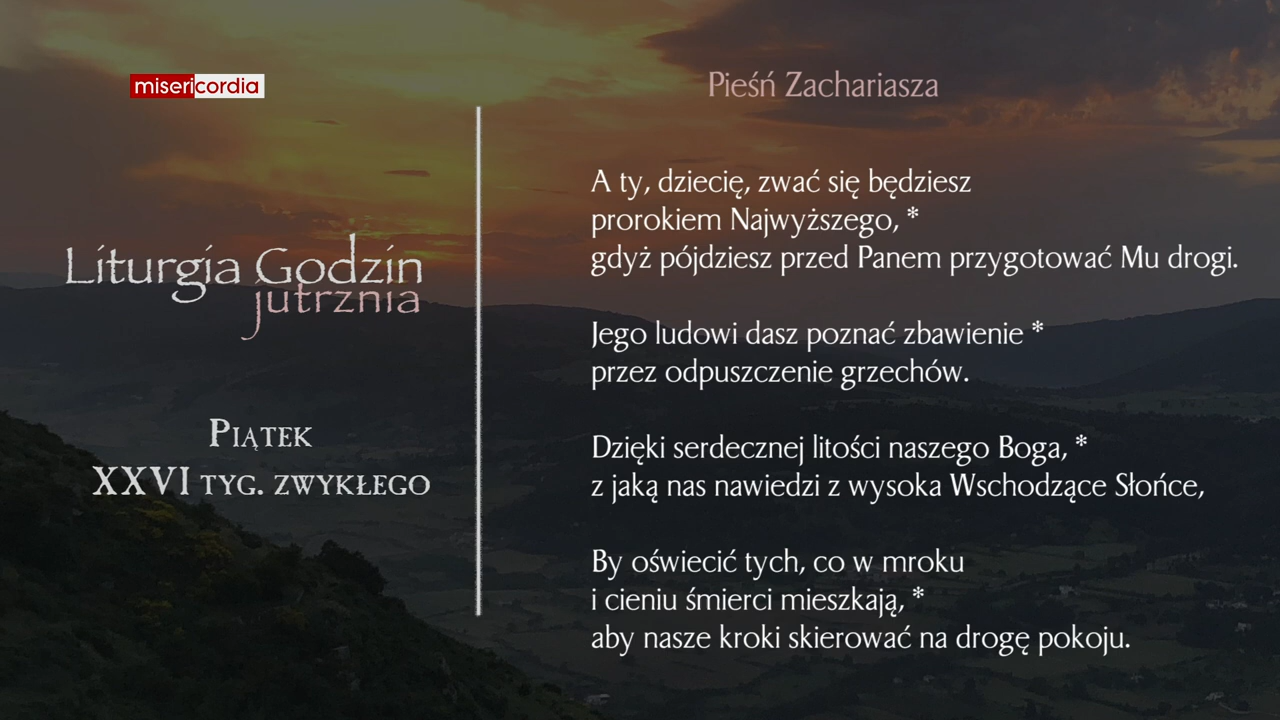 misericordia
Liturgia Godzin
jutrznia
Piątek
XXVI tyg. zwykłego
Pieśń Zachariasza
A ty, dziecię, zwać się będziesz
prorokiem Najwyższego, *
gdyż pójdziesz przed Panem przygotować Mu drogi.
Jego ludowi dasz poznać zbawienie *
przez odpuszczenie grzechów.
Dzięki serdecznej litości naszego Boga, *
z jaką nas nawiedzi z wysoka Wschodzące Słońce,
By oświecić tych, co w mroku
i cieniu śmierci mieszkają, *
aby nasze kroki skierować na drogę pokoju.